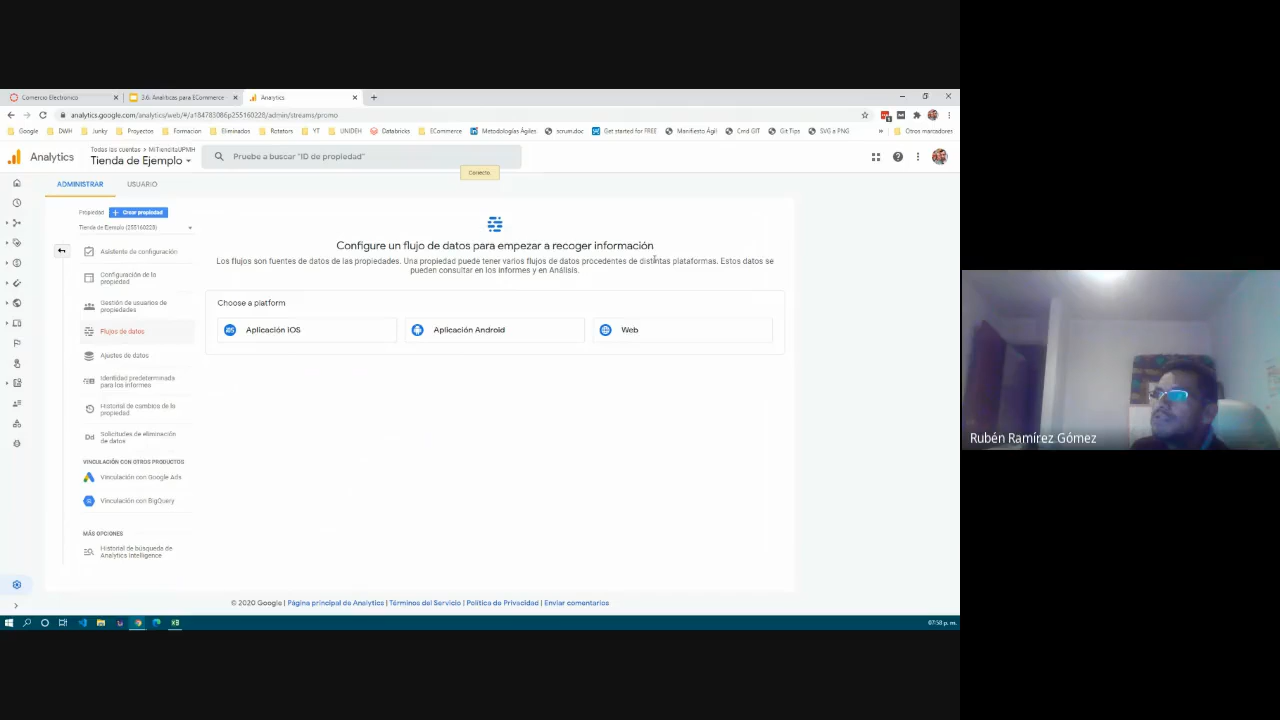 Comercio Electronico
3.6. Analiticas para ECommerce
Analytics
analytics.google.com/analytics/web/#/a184783086p255160228/admin/streams/promo
Google
DWH
Junky
Proyectos
Formacion
Eliminados
Rotators
YT
UNIDEH
Databricks
ECommerce
Metodologías Ágiles
scrum.doc
Get started for FREE
Manifiesto Ágil
Cmd GIT
Git Tips
SVG a PNG
»
Otros marcadores
Analytics
Todas las cuentas > MiTienditaUPMH
Tienda de Ejemplo
Pruebe a buscar "ID de propiedad"
Correcto.
ADMINISTRAR
USUARIO
Propiedad
+ Crear propiedad
Tienda de Ejemplo (255160228)
Asistente de configuración
Configuración de la
propiedad
Gestión de usuarios de
propiedades
Flujos de datos
Ajustes de datos
Identidad predeterminada
para los informes
Historial de cambios de la
propiedad
Dd
Solicitudes de eliminación
de datos
VINCULACIÓN CON OTROS PRODUCTOS
Vinculación con Google Ads
Vinculación con BigQuery
MÁS OPCIONES
Historial de búsqueda de
Analytics Intelligence
Configure un flujo de datos para empezar a recoger información
Los flujos son fuentes de datos de las propiedades. Una propiedad puede tener varios flujos de datos procedentes de distintas plataformas. Estos datos se
pueden consultar en los informes y en Análisis.
Choose a platform
iOS
Aplicación iOS
Aplicación Android
Web
© 2020 Google | Página principal de Analytics | Términos del Servicio | Política de Privacidad | Enviar comentarios
07:58 p. m.
Rubén Ramírez Gómez